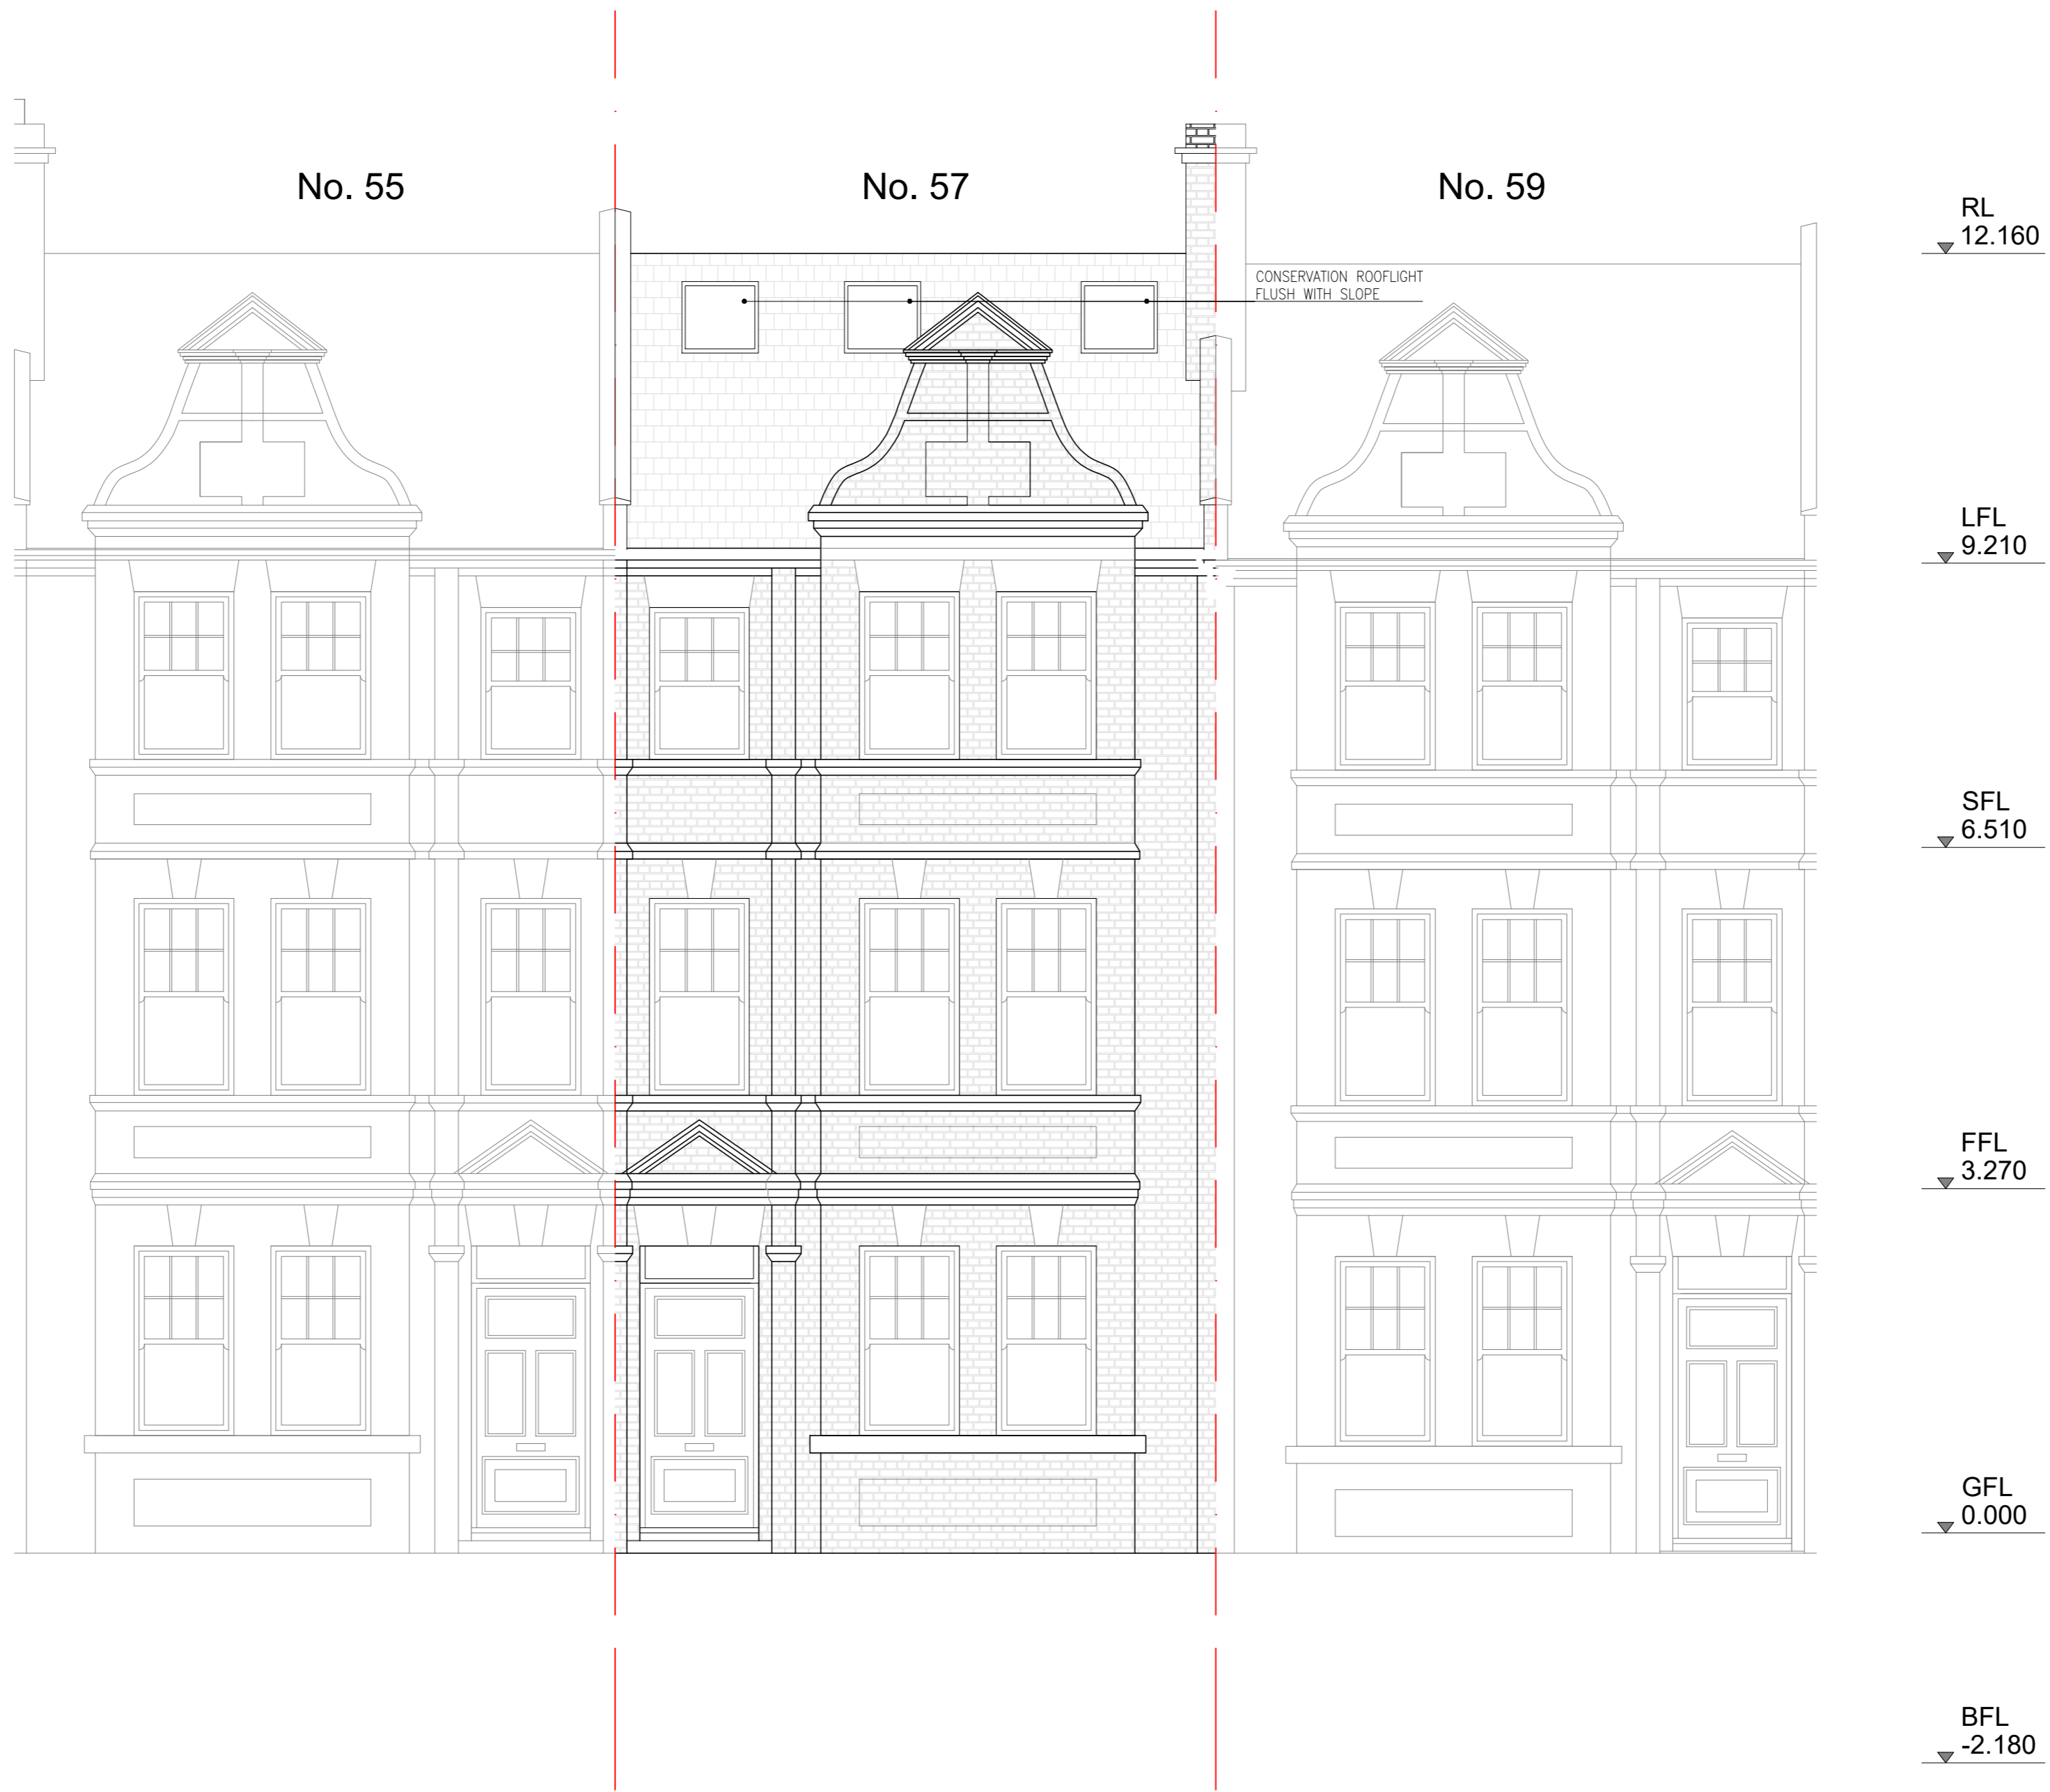 No. 55
No. 57
No. 59
RL
12.160
CONSERVATION ROOFLIGHT
FLUSH WITH SLOPE
LFL
9.210
SFL
6.510
FFL
3.270
GFL
0.000
BFL
-2.180